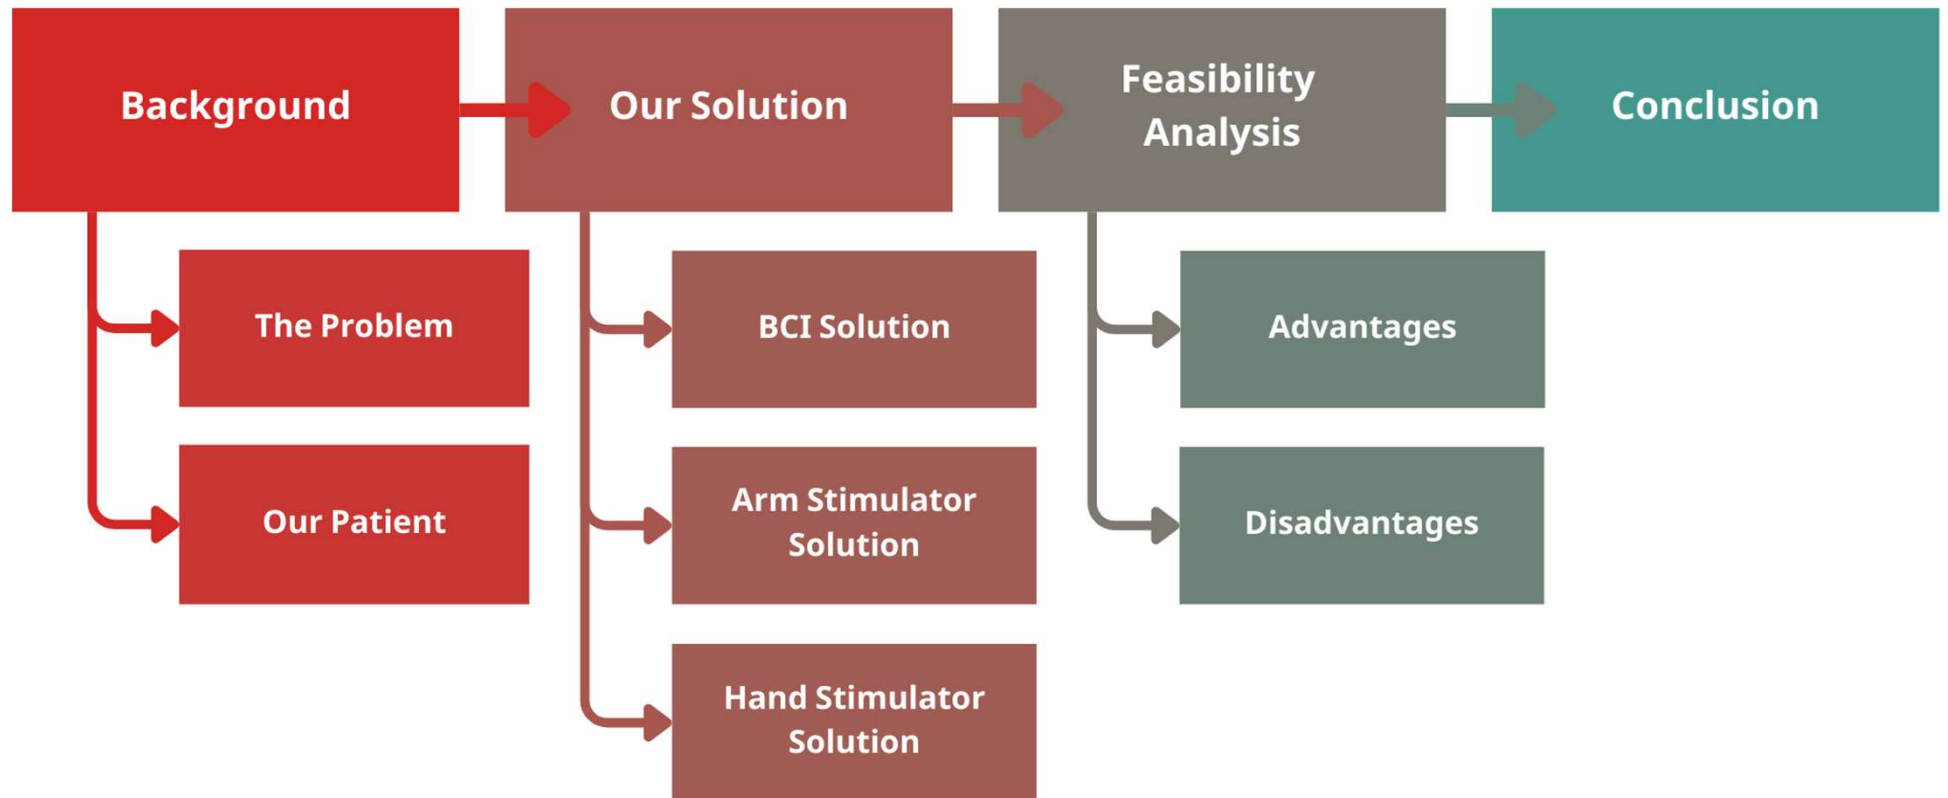 Background
Our Solution
Feasibility
Analysis
Conclusion
The Problem
Our Patient
BCI Solution
Arm Stimulator
Solution
Hand Stimulator
Solution
Advantages
Disadvantages